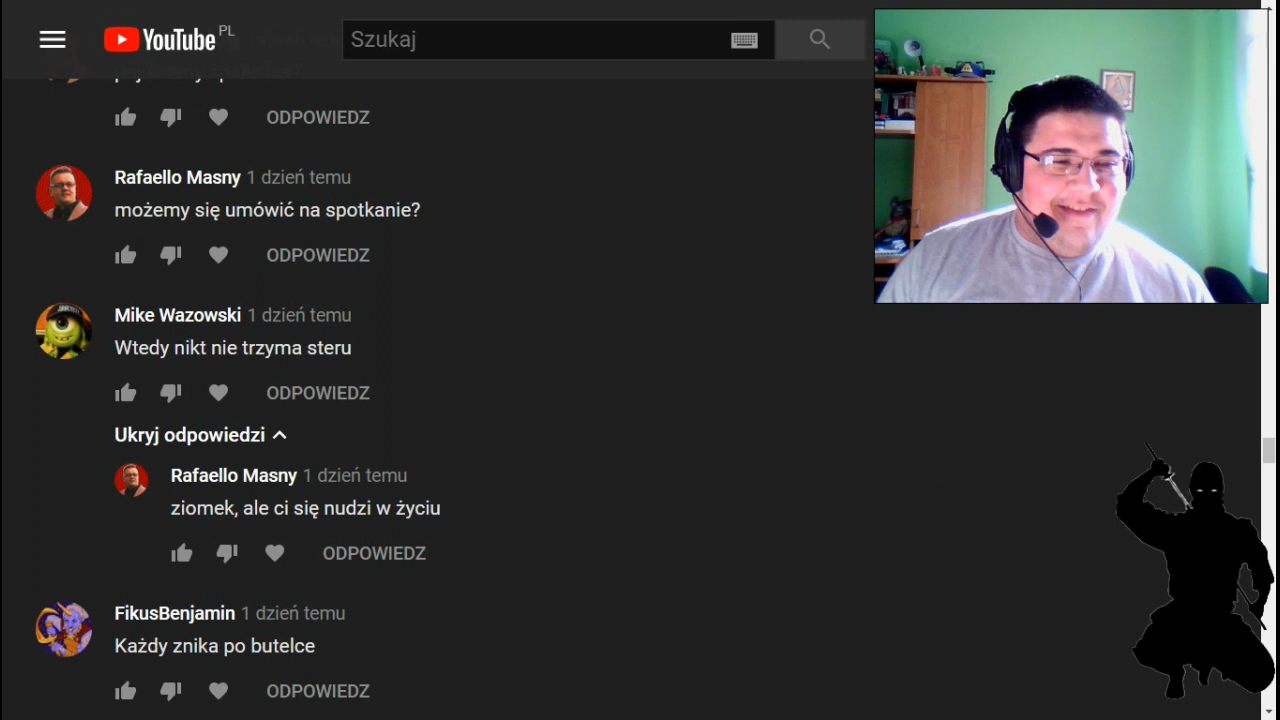 YouTube PL
Szukaj
ODPOWIEDZ
Rafaello Masny 1 dzień temu
możemy się umówić na spotkanie?
ODPOWIEDZ
Mike Wazowski 1 dzień temu
Wtedy nikt nie trzyma steru
ODPOWIEDZ
Ukryj odpowiedzi
Rafaello Masny 1 dzień temu
ziomek, ale ci się nudzi w życiu
ODPOWIEDZ
FikusBenjamin 1 dzień temu
Każdy znika po butelce
ODPOWIEDZ